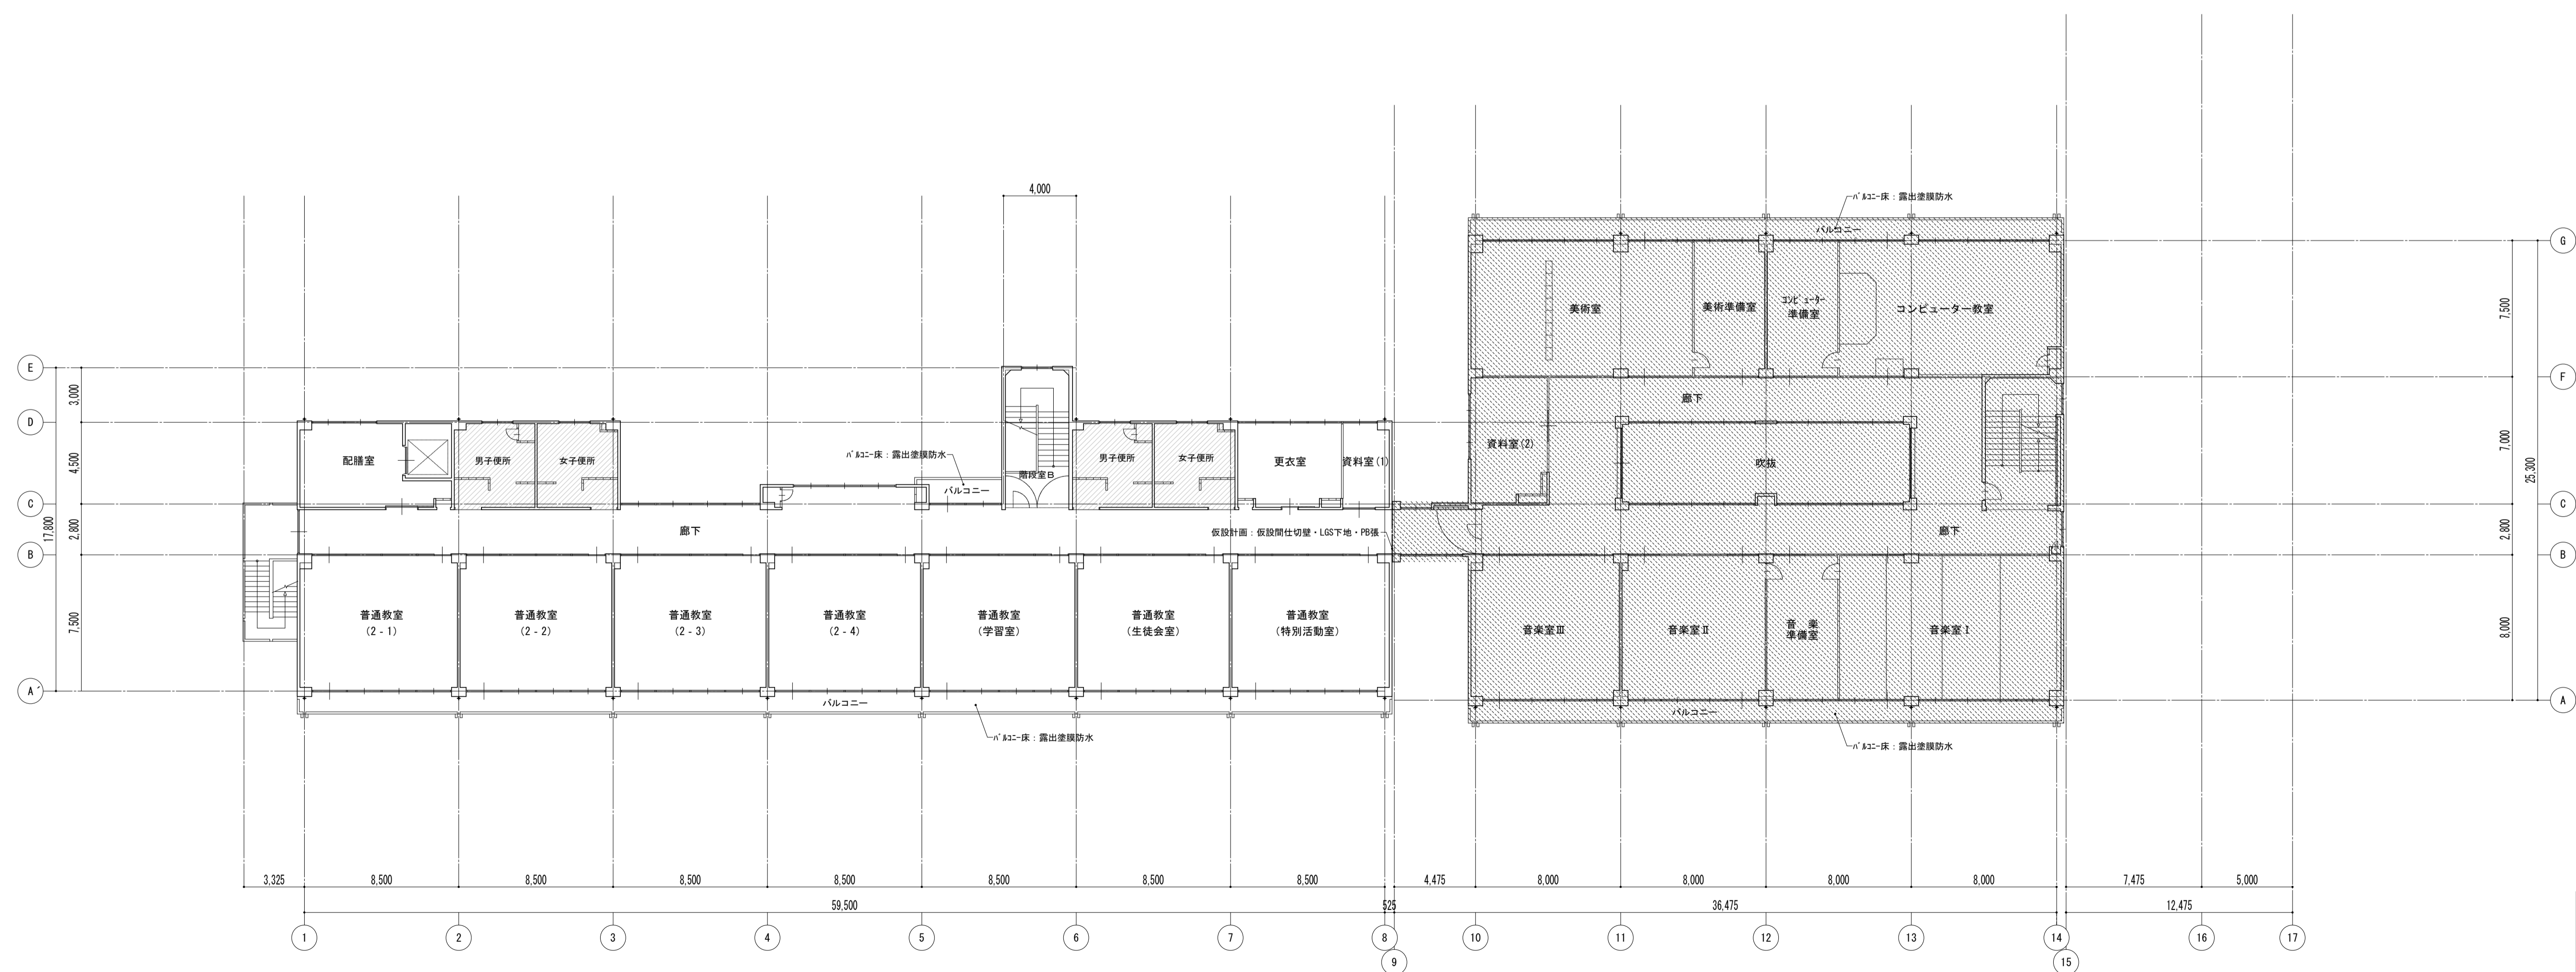 4,000
バルコニー床：露出塗膜防水
バルコニー
G
美術室
美術準備室
コンピューター
準備室
コンピューター教室
7,500
E
F
3,000
廊下
D
配膳室
男子便所
女子便所
バルコニー床：露出塗膜防水
バルコニー
階段室B
男子便所
女子便所
更衣室
資料室(1)
資料室(2)
吹抜
4,500
7,000
25,300
C
C
17,800
2,800
廊下
仮設計画：仮設間仕切壁・LGS下地・PB張
廊下
2,800
B
B
7,500
普通教室
(2 - 1)
普通教室
(2 - 2)
普通教室
(2 - 3)
普通教室
(2 - 4)
普通教室
(学習室)
普通教室
(生徒会室)
普通教室
(特別活動室)
音楽室Ⅲ
音楽室Ⅱ
音　楽
準備室
音楽室Ⅰ
8,000
A´
A
バルコニー
バルコニー
バルコニー床：露出塗膜防水
バルコニー床：露出塗膜防水
3,325
8,500
8,500
8,500
8,500
8,500
8,500
8,500
4,475
8,000
8,000
8,000
8,000
7,475
5,000
59,500
525
36,475
12,475
1
2
3
4
5
6
7
8
10
11
12
13
14
16
17
9
15